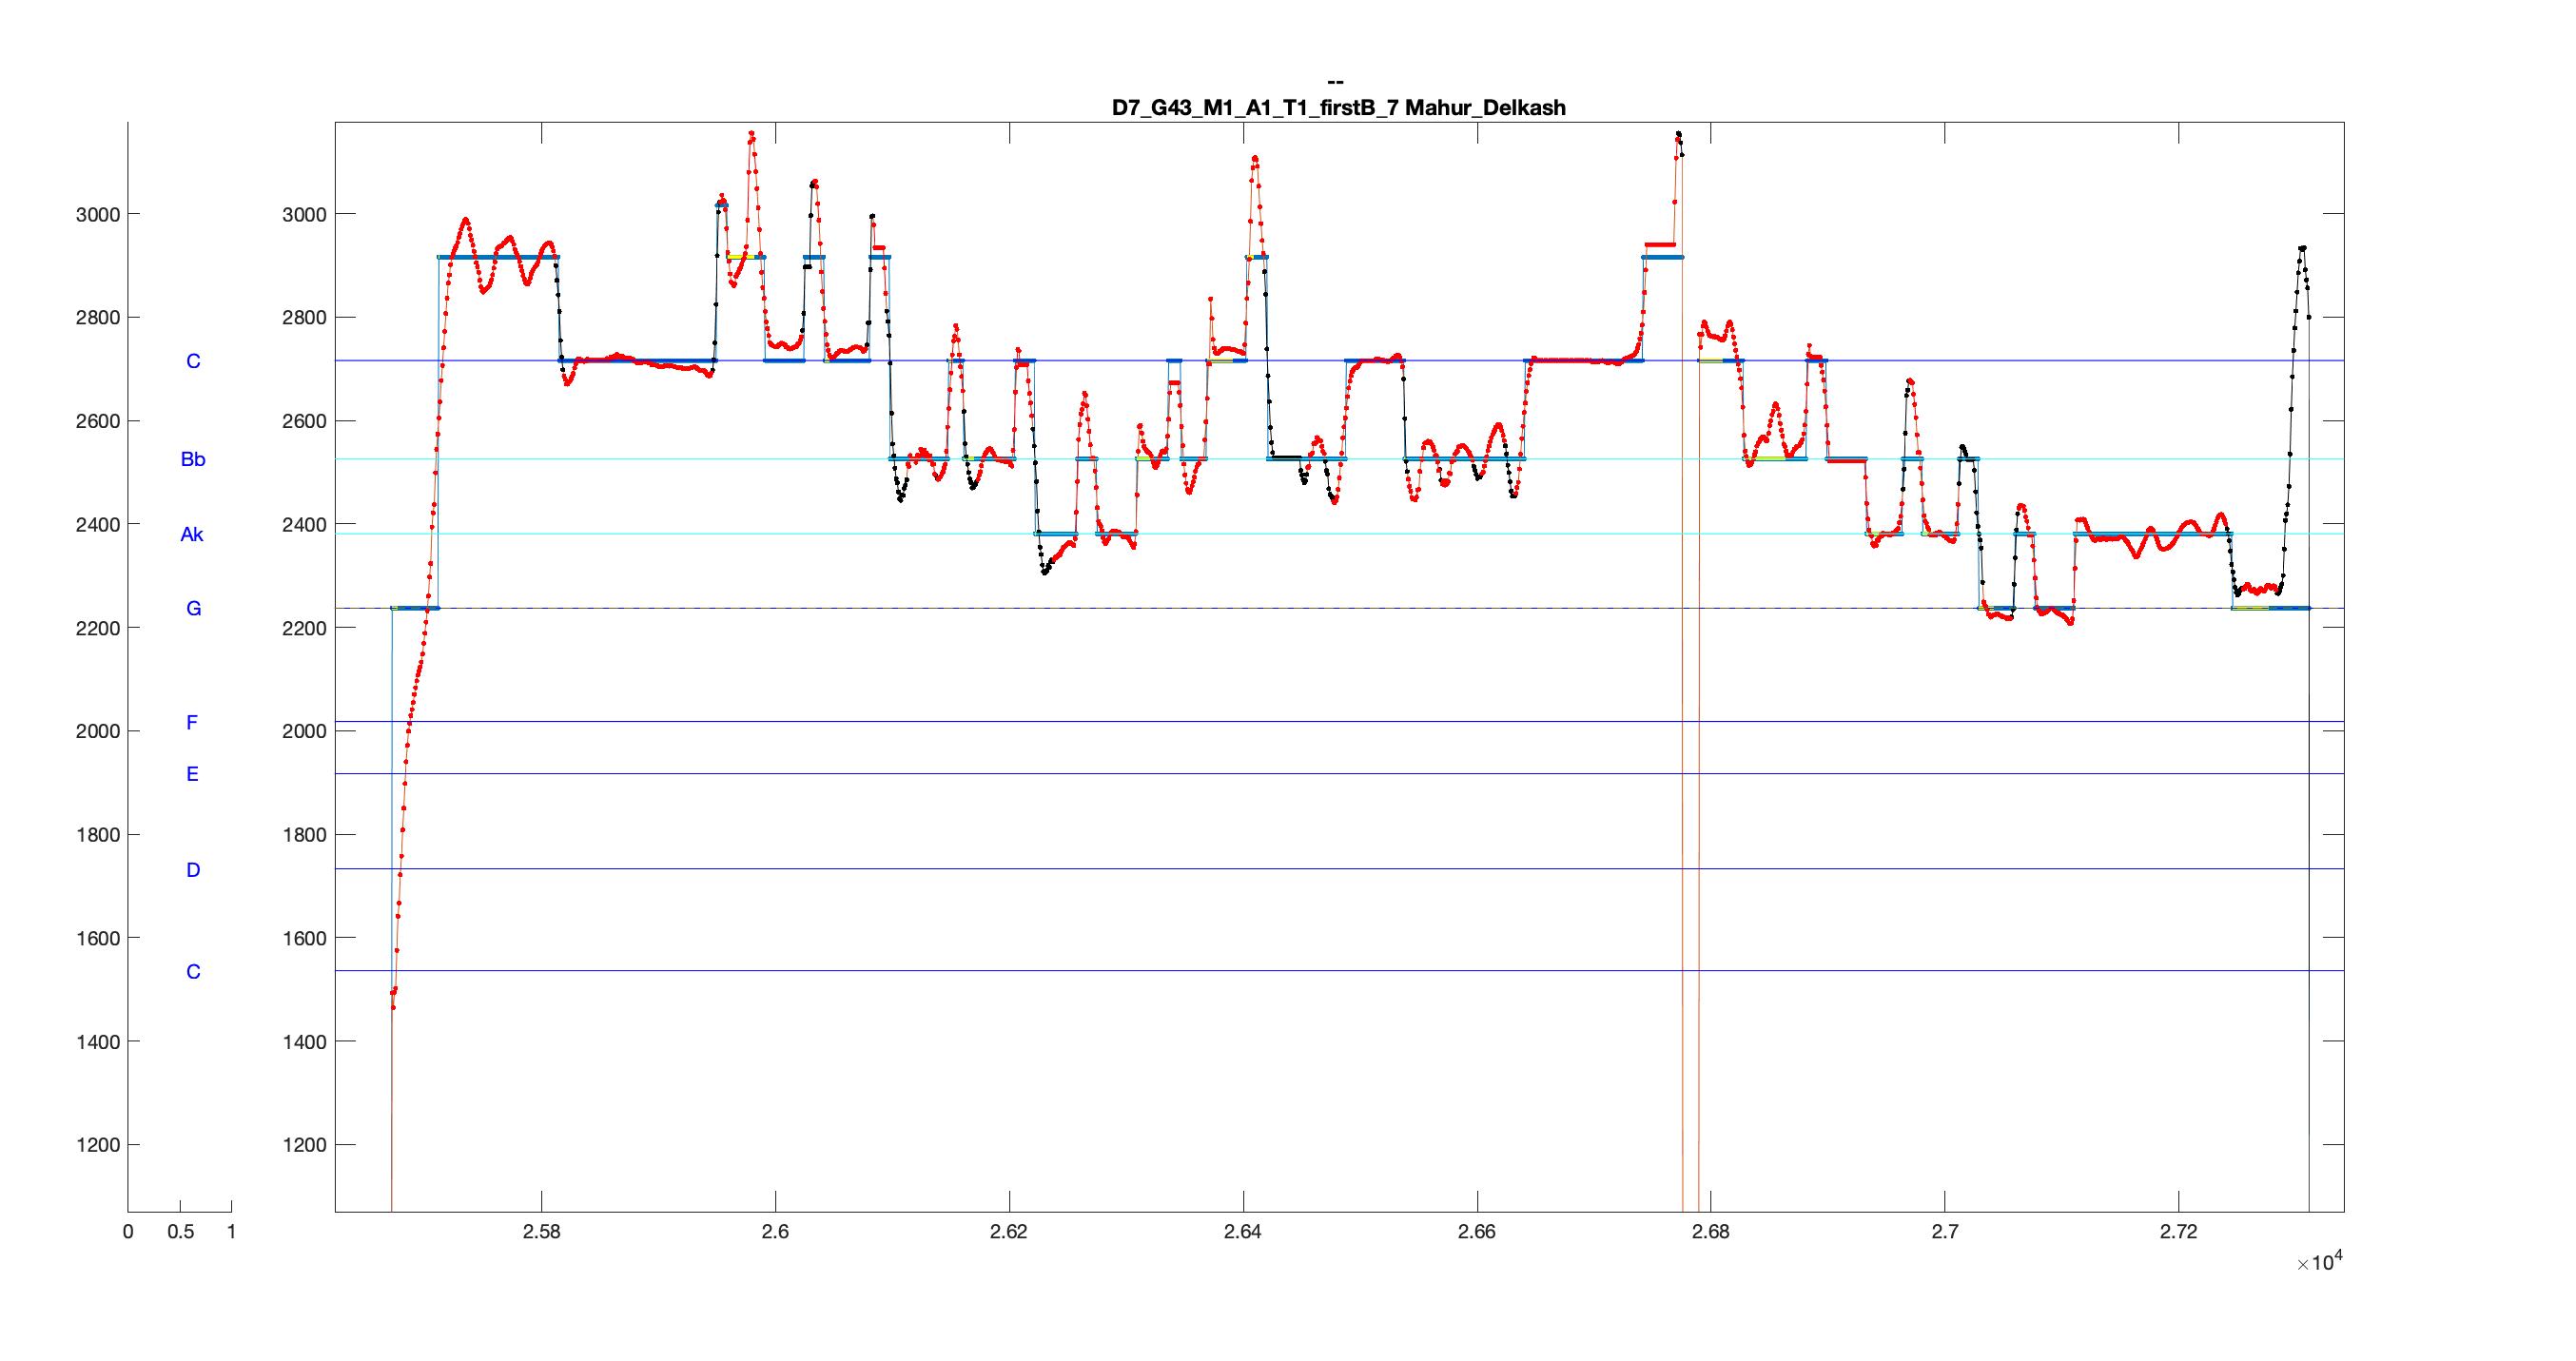 --
D7_G43_M1_A1_T1_firstB_7 Mahur_Delkash
3000 3000
2800 2800
C
2600 2600
Bb
2400 2400
Ak
G
2200 2200
F
2000 2000
E
1800 1800
D
1600 1600
C
1400 1400
1200 1200
0 0.5 1 2.58 2.6 2.62 2.64 2.66 2.68 2.7 2.72
×10⁴